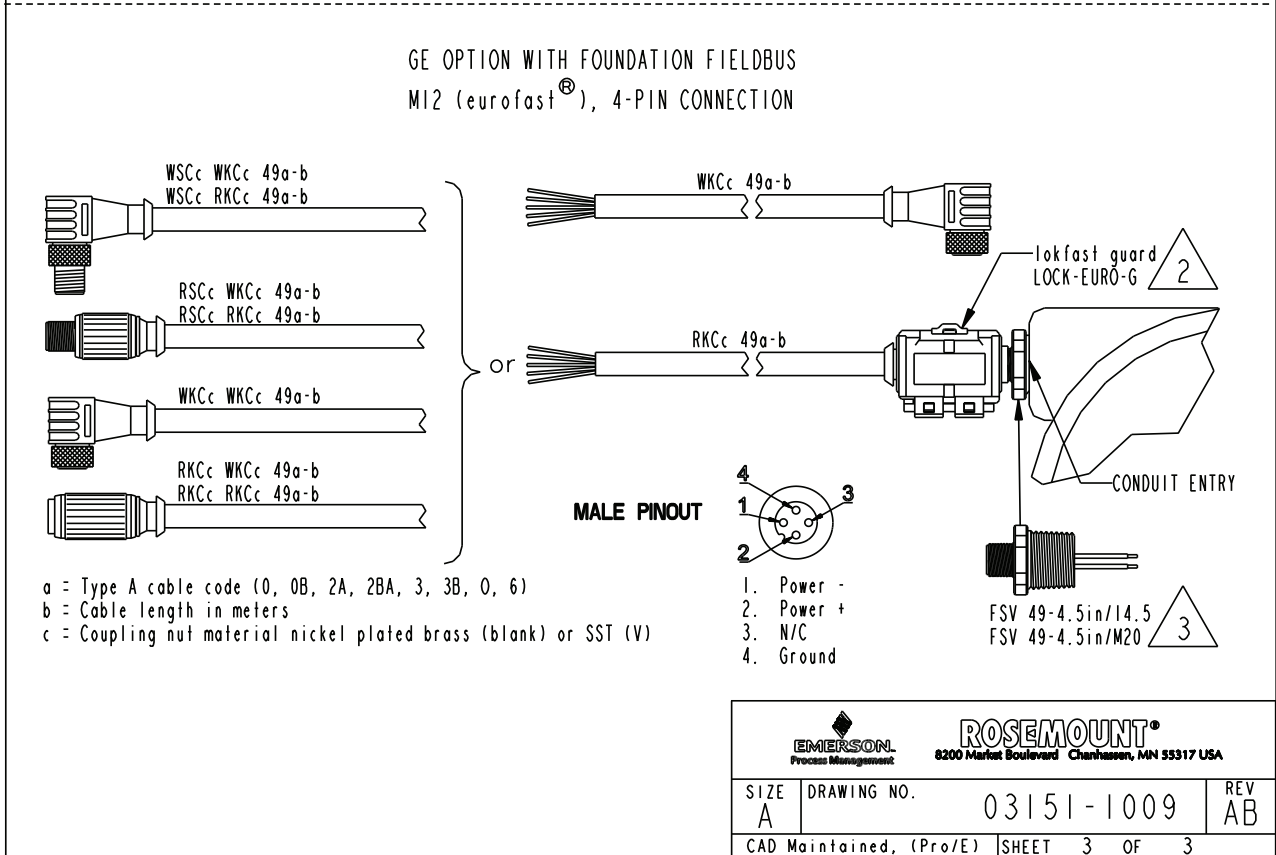 GE OPTION WITH FOUNDATION FIELDBUS
M12 (eurofast®), 4-PIN CONNECTION
WSCc WKCc 49a-b
WSCc RKCc 49a-b
RSCc WKCc 49a-b
RSCc RKCc 49a-b
WKCc WKCc 49a-b
RKCc WKCc 49a-b
RKCc RKCc 49a-b
or
WKCc 49a-b
RKCc 49a-b
lokfast guard
LOCK-EURO-G
2
CONDUIT ENTRY
MALE PINOUT
4
1
3
2
1. Power -
2. Power +
3. N/C
4. Ground
FSV 49-4.5in/14.5
FSV 49-4.5in/M20
3
a = Type A cable code (0, 0B, 2A, 2BA, 3, 3B, 0, 6)
b = Cable length in meters
c = Coupling nut material nickel plated brass (blank) or SST (V)
EMERSON.
Process Management
ROSEMOUNT®
8200 Market Boulevard Chanhassen, MN 55317 USA
SIZE
A
DRAWING NO.
03151-1009
REV
AB
CAD Maintained, (Pro/E)
SHEET 3 OF 3